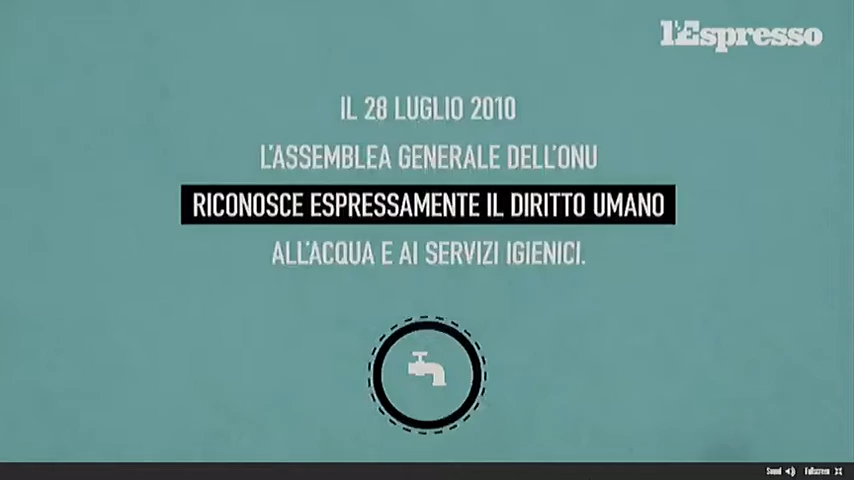 l'Espresso
IL 28 LUGLIO 2010
L'ASSEMBLEA GENERALE DELL'ONU
RICONOSCE ESPRESSAMENTE IL DIRITTO UMANO
ALL'ACQUA E AI SERVIZI IGIENICI.
Sound Fullscreen